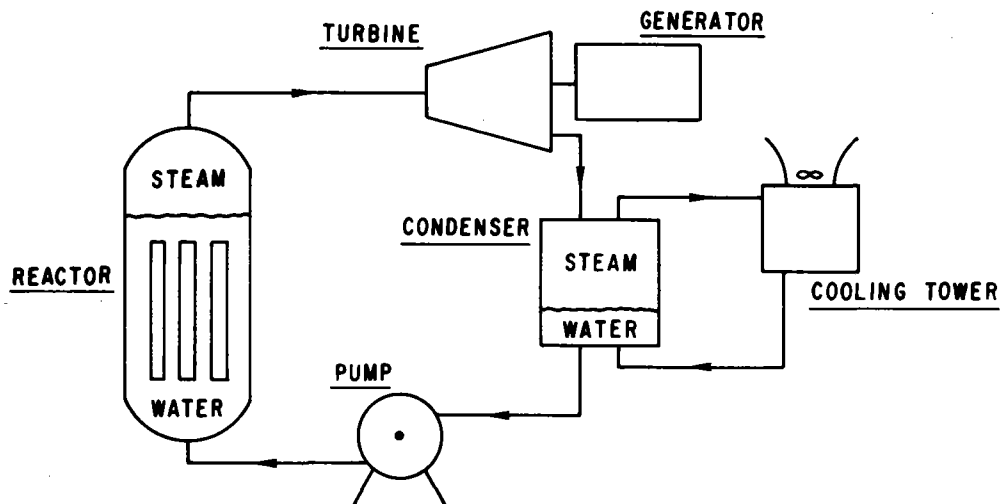 GENERATOR
TURBINE
STEAM
CONDENSER
STEAM
REACTOR
COOLING TOWER
WATER
PUMP
WATER